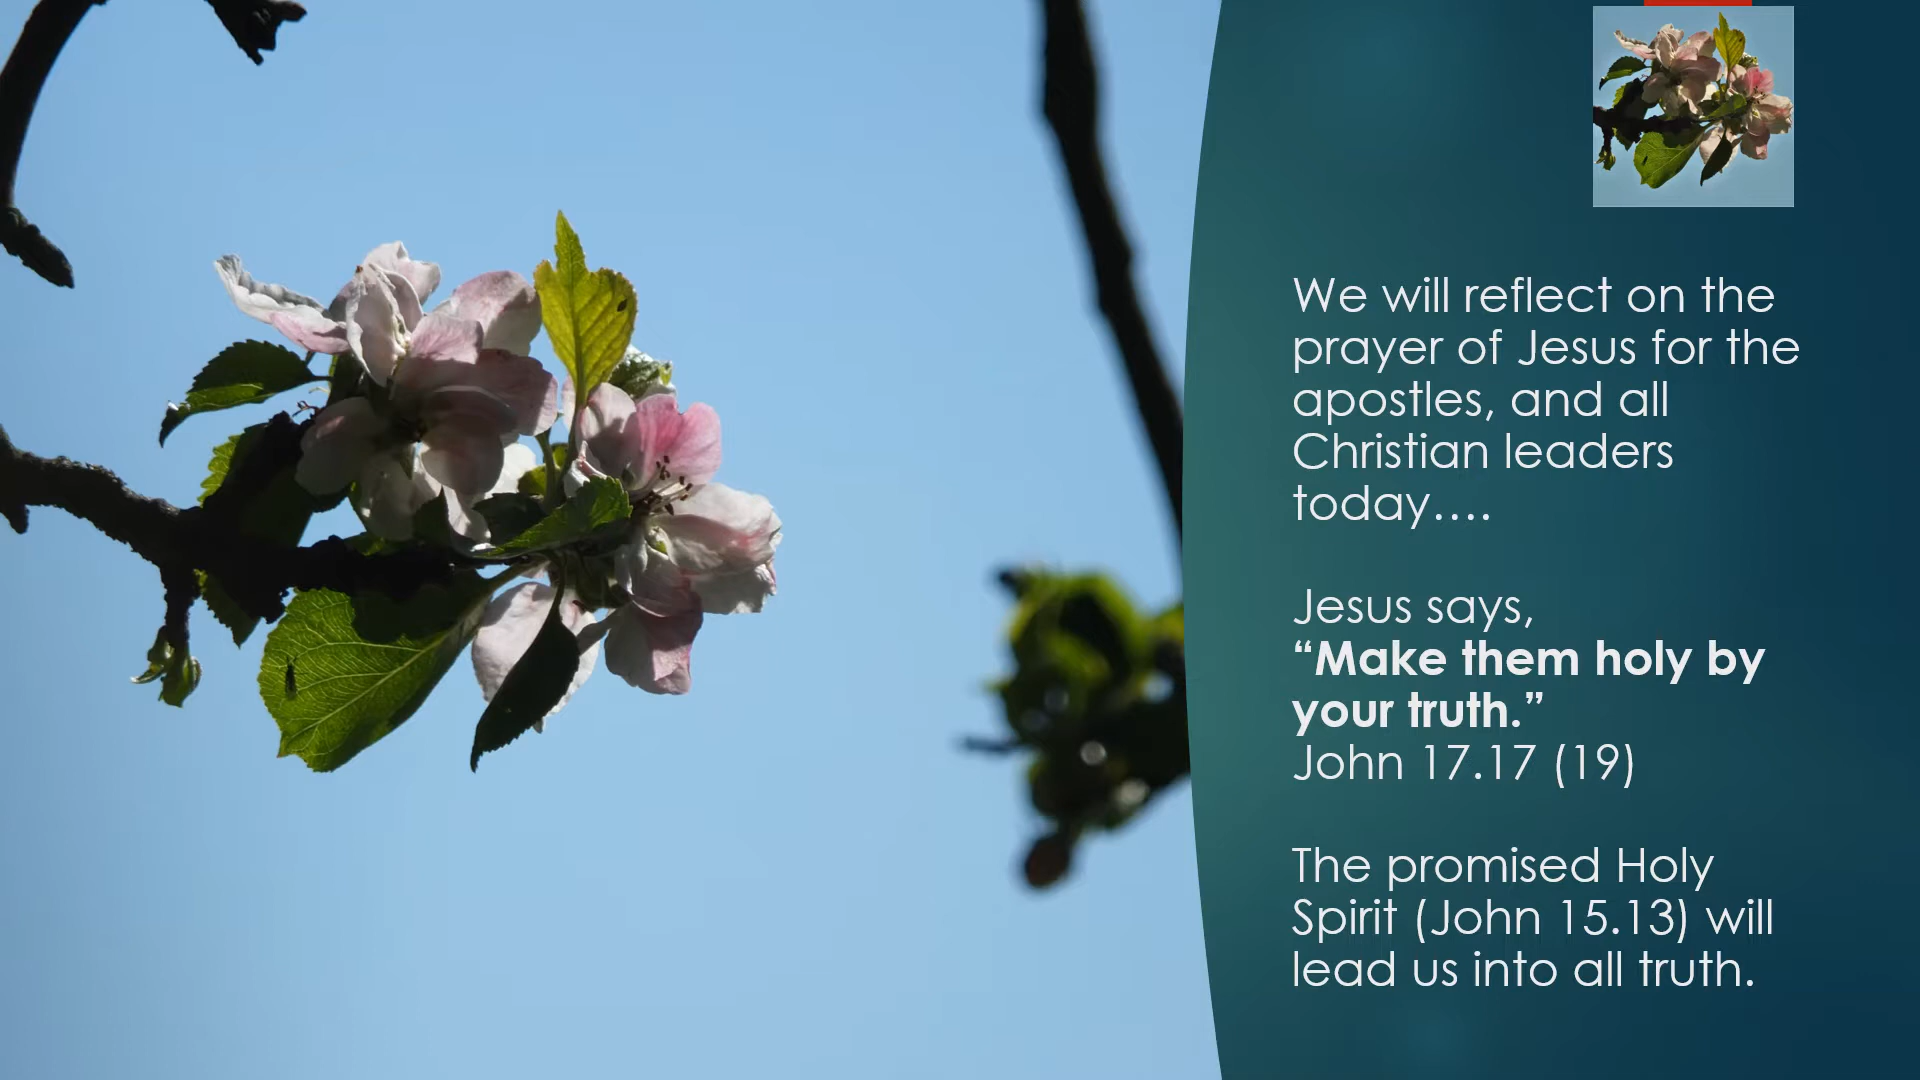 We will reflect on the
prayer of Jesus for the
apostles, and all
Christian leaders
today….
Jesus says,
“Make them holy by
your truth.”
John 17.17 (19)
The promised Holy
Spirit (John 15.13) will
lead us into all truth.